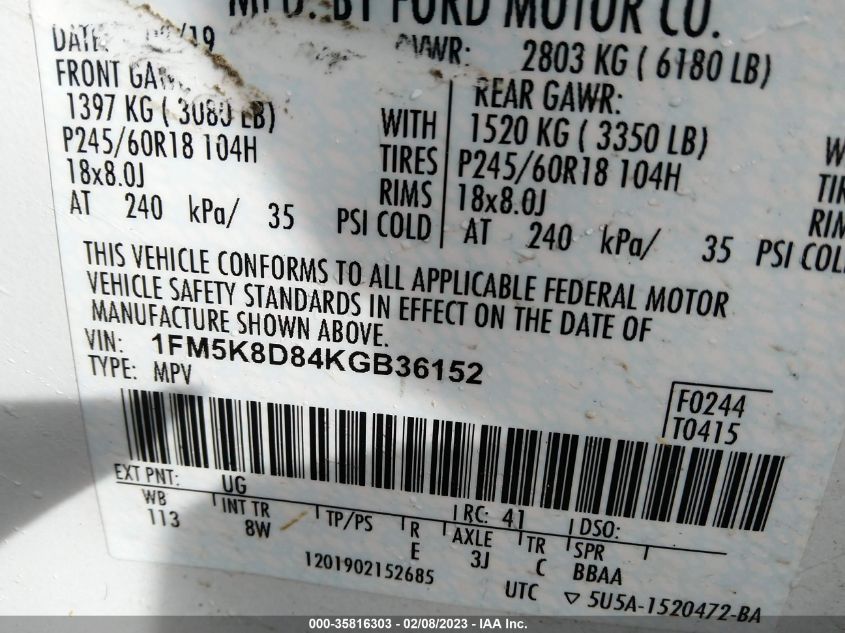 MFD. BY FORD MOTOR CO.
DATE: /19 GVWR: 2803 KG ( 6180 LB)
FRONT GAWR: REAR GAWR:
1397 KG ( 3080 LB) WITH 1520 KG ( 3350 LB) W
P245/60R18 104H TIRES P245/60R18 104H TIR
18x8.0J RIMS 18x8.0J RIM
AT 240 kPa/ 35 PSI COLD AT 240 kPa/ 35 PSI COL
THIS VEHICLE CONFORMS TO ALL APPLICABLE FEDERAL MOTOR
VEHICLE SAFETY STANDARDS IN EFFECT ON THE DATE OF
MANUFACTURE SHOWN ABOVE.
VIN: 1FM5K8D84KGB36152
TYPE: MPV
F0244
T0415
EXT PNT: UG RC: 41 DSO:
WB INT TR TP/PS R AXLE TR SPR
113 8W E 3J C BBAA
1201902152685 UTC ▽ 5U5A-1520472-BA
000-35816303 - 02/08/2023 - IAAI.com